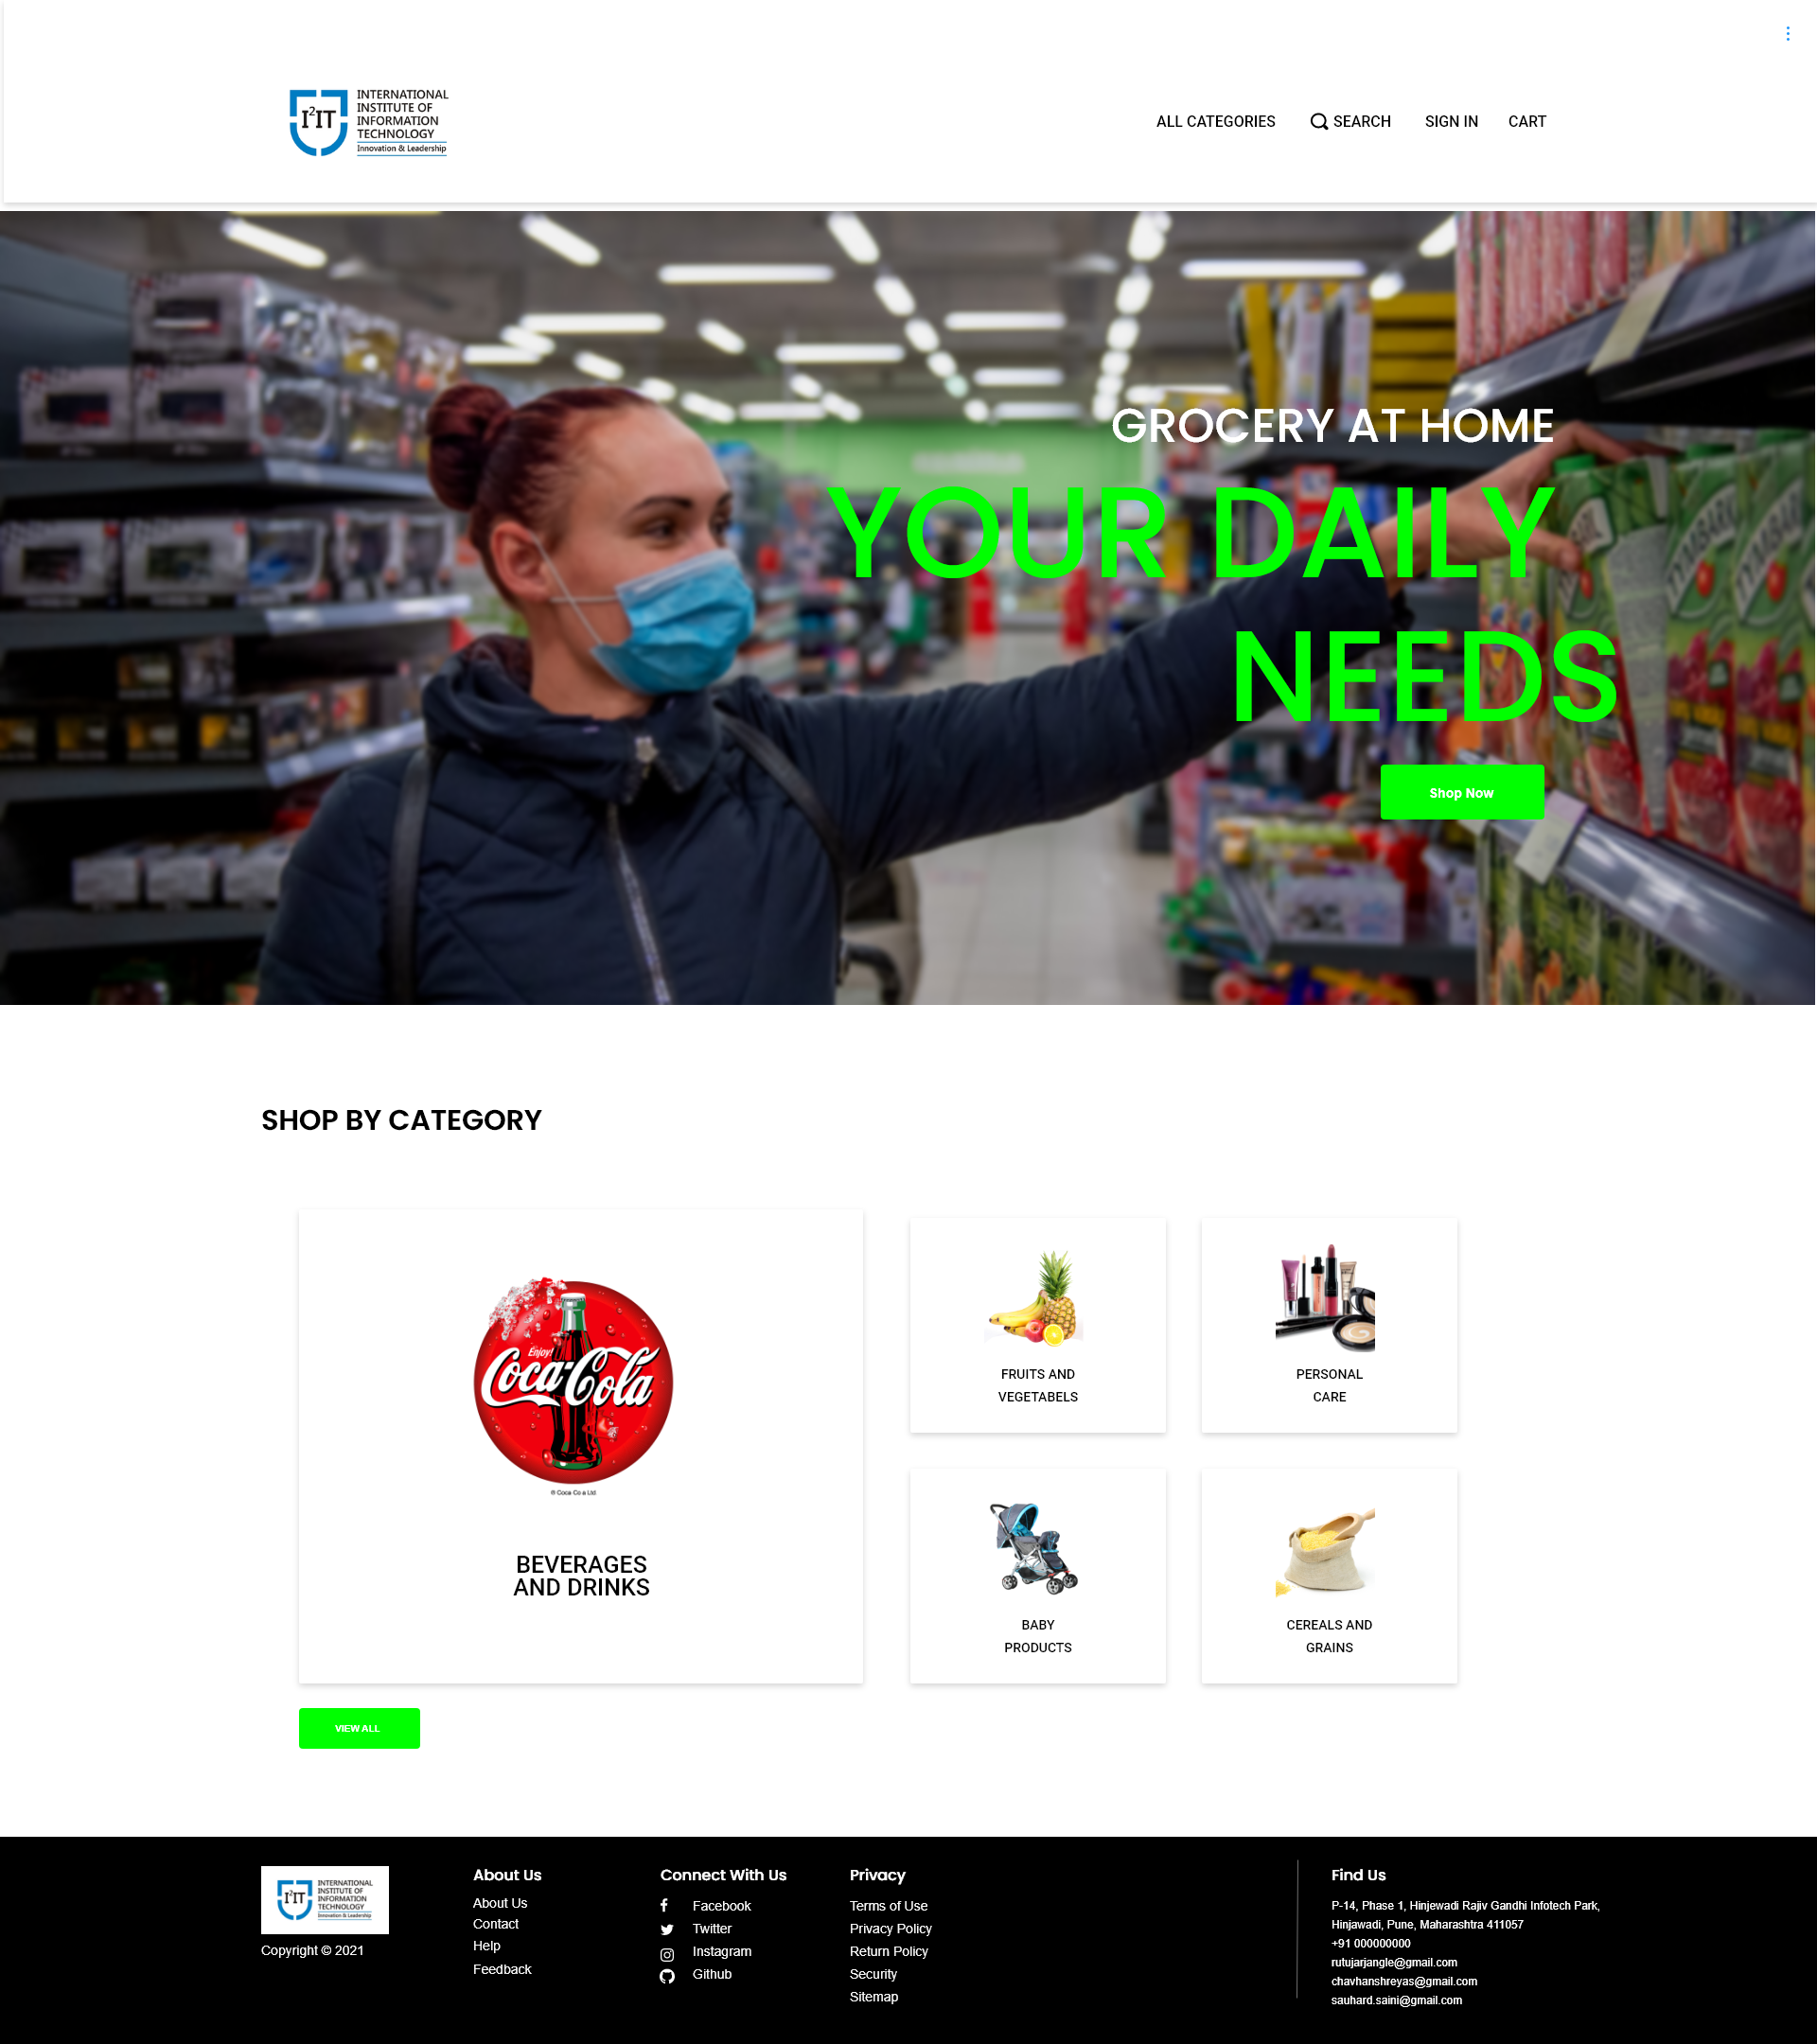 I²IT
INTERNATIONAL
INSTITUTE OF
INFORMATION
TECHNOLOGY
Innovation & Leadership
ALL CATEGORIES
SEARCH
SIGN IN
CART
GROCERY AT HOME
YOUR DAILY
NEEDS
Shop Now
SHOP BY CATEGORY
Enjoy!
Coca-Cola
BEVERAGES
AND DRINKS
FRUITS AND
VEGETABELS
PERSONAL
CARE
BABY
PRODUCTS
CEREALS AND
GRAINS
VIEW ALL
I²IT
INTERNATIONAL
INSTITUTE OF
INFORMATION
TECHNOLOGY
Innovation & Leadership
Copyright © 2021
About Us
About Us
Contact
Help
Feedback
Connect With Us
Facebook
Twitter
Instagram
Github
Privacy
Terms of Use
Privacy Policy
Return Policy
Security
Sitemap
Find Us
P-14, Phase 1, Hinjewadi Rajiv Gandhi Infotech Park,
Hinjawadi, Pune, Maharashtra 411057
+91 000000000
rutujarjangle@gmail.com
chavhanshreyas@gmail.com
sauhard.saini@gmail.com